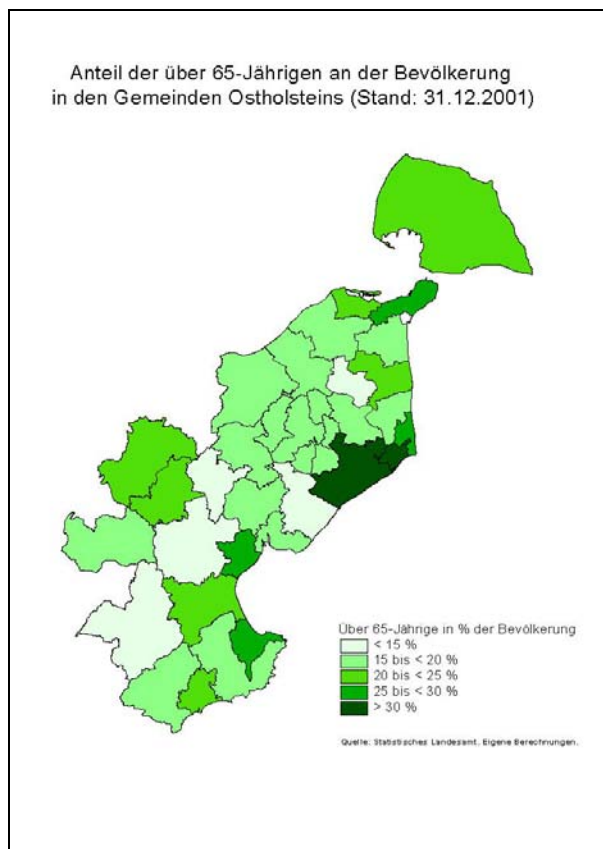 Anteil der über 65-Jährigen an der Bevölkerung
in den Gemeinden Ostholsteins (Stand: 31.12.2001)
Über 65-Jährige in % der Bevölkerung
< 15 %
15 bis < 20 %
20 bis < 25 %
25 bis < 30 %
> 30 %
Quelle: Statistisches Landesamt, Eigene Berechnungen.